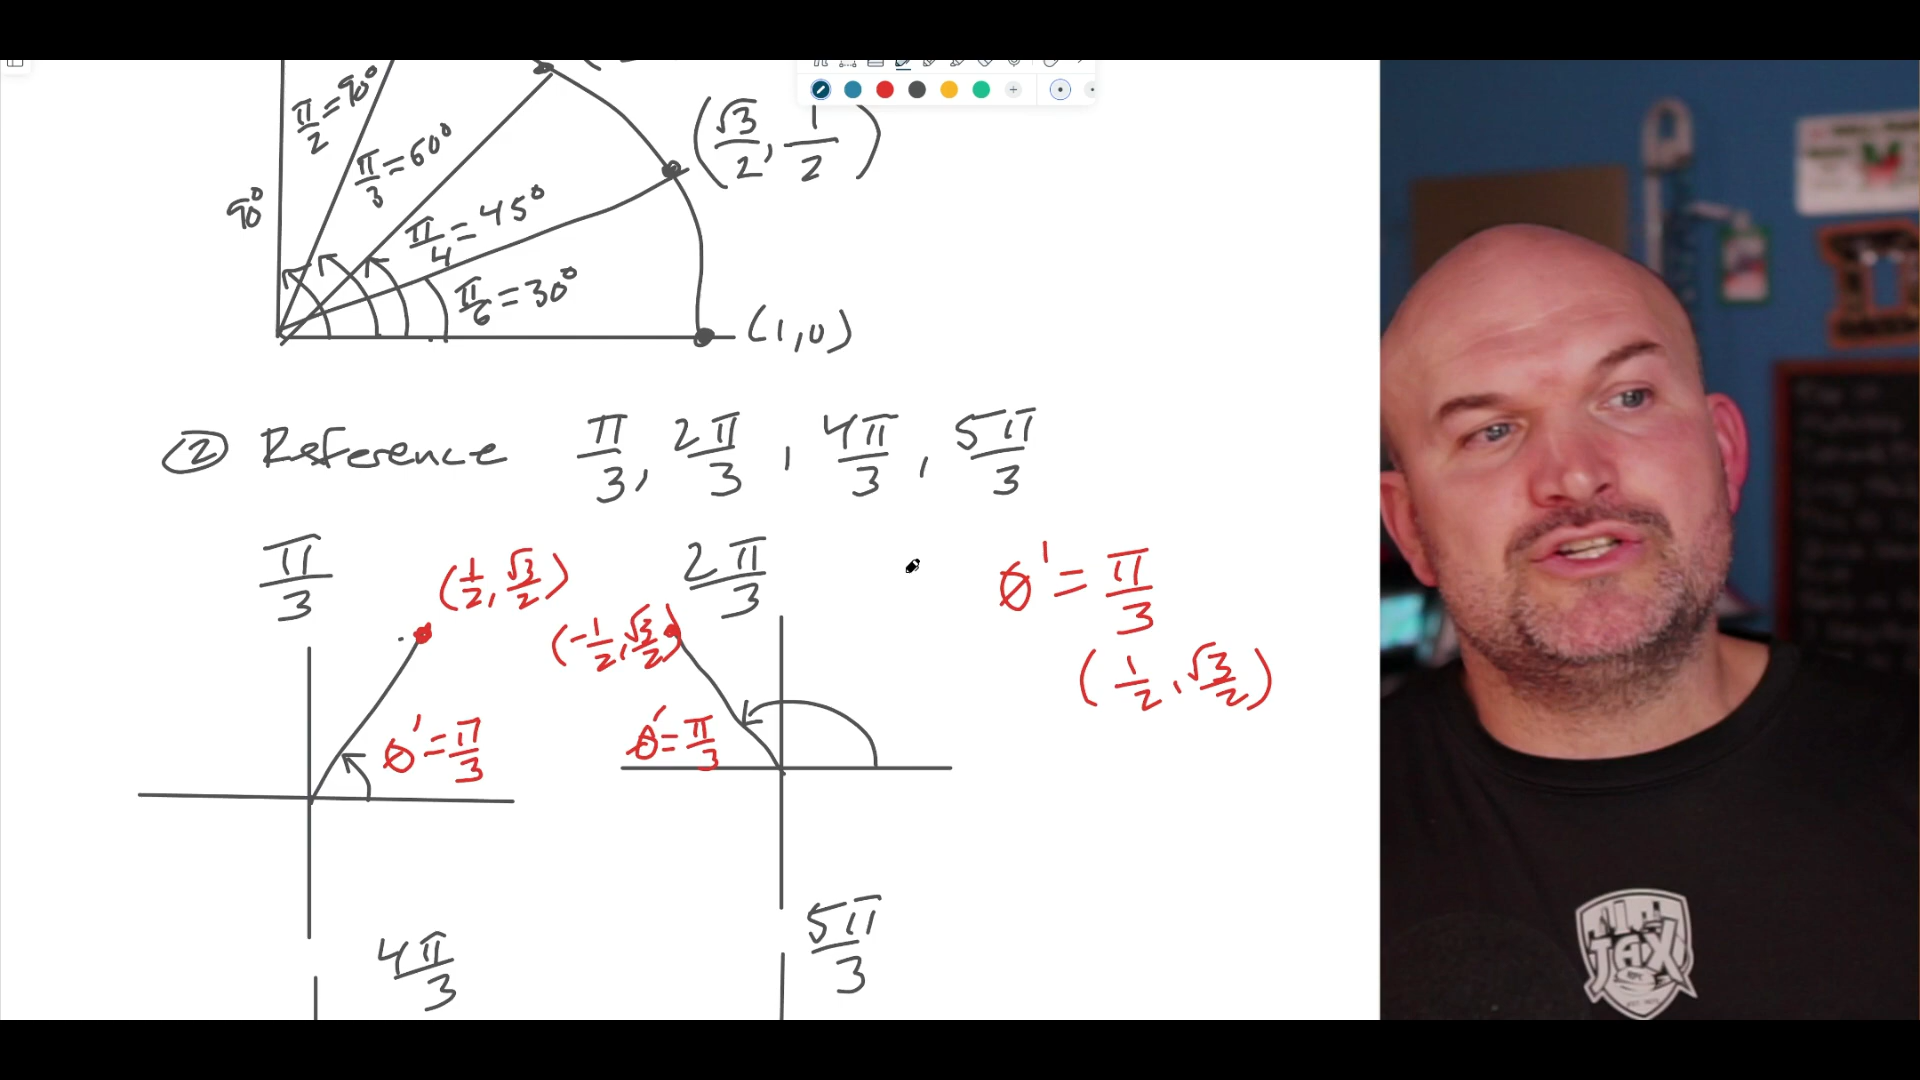 π/2 = 90°
π/3 = 60°
(√3/2, 1/2)
90°
π/4 = 45°
π/6 = 30°
(1,0)
② Reference π/3, 2π/3, 4π/3, 5π/3
π/3
(1/2, √3/2)
2π/3
θ' = π/3
(-1/2, √3/2)
(1/2, √3/2)
θ' = π/3
θ' = π/3
4π/3
5π/3
JAX